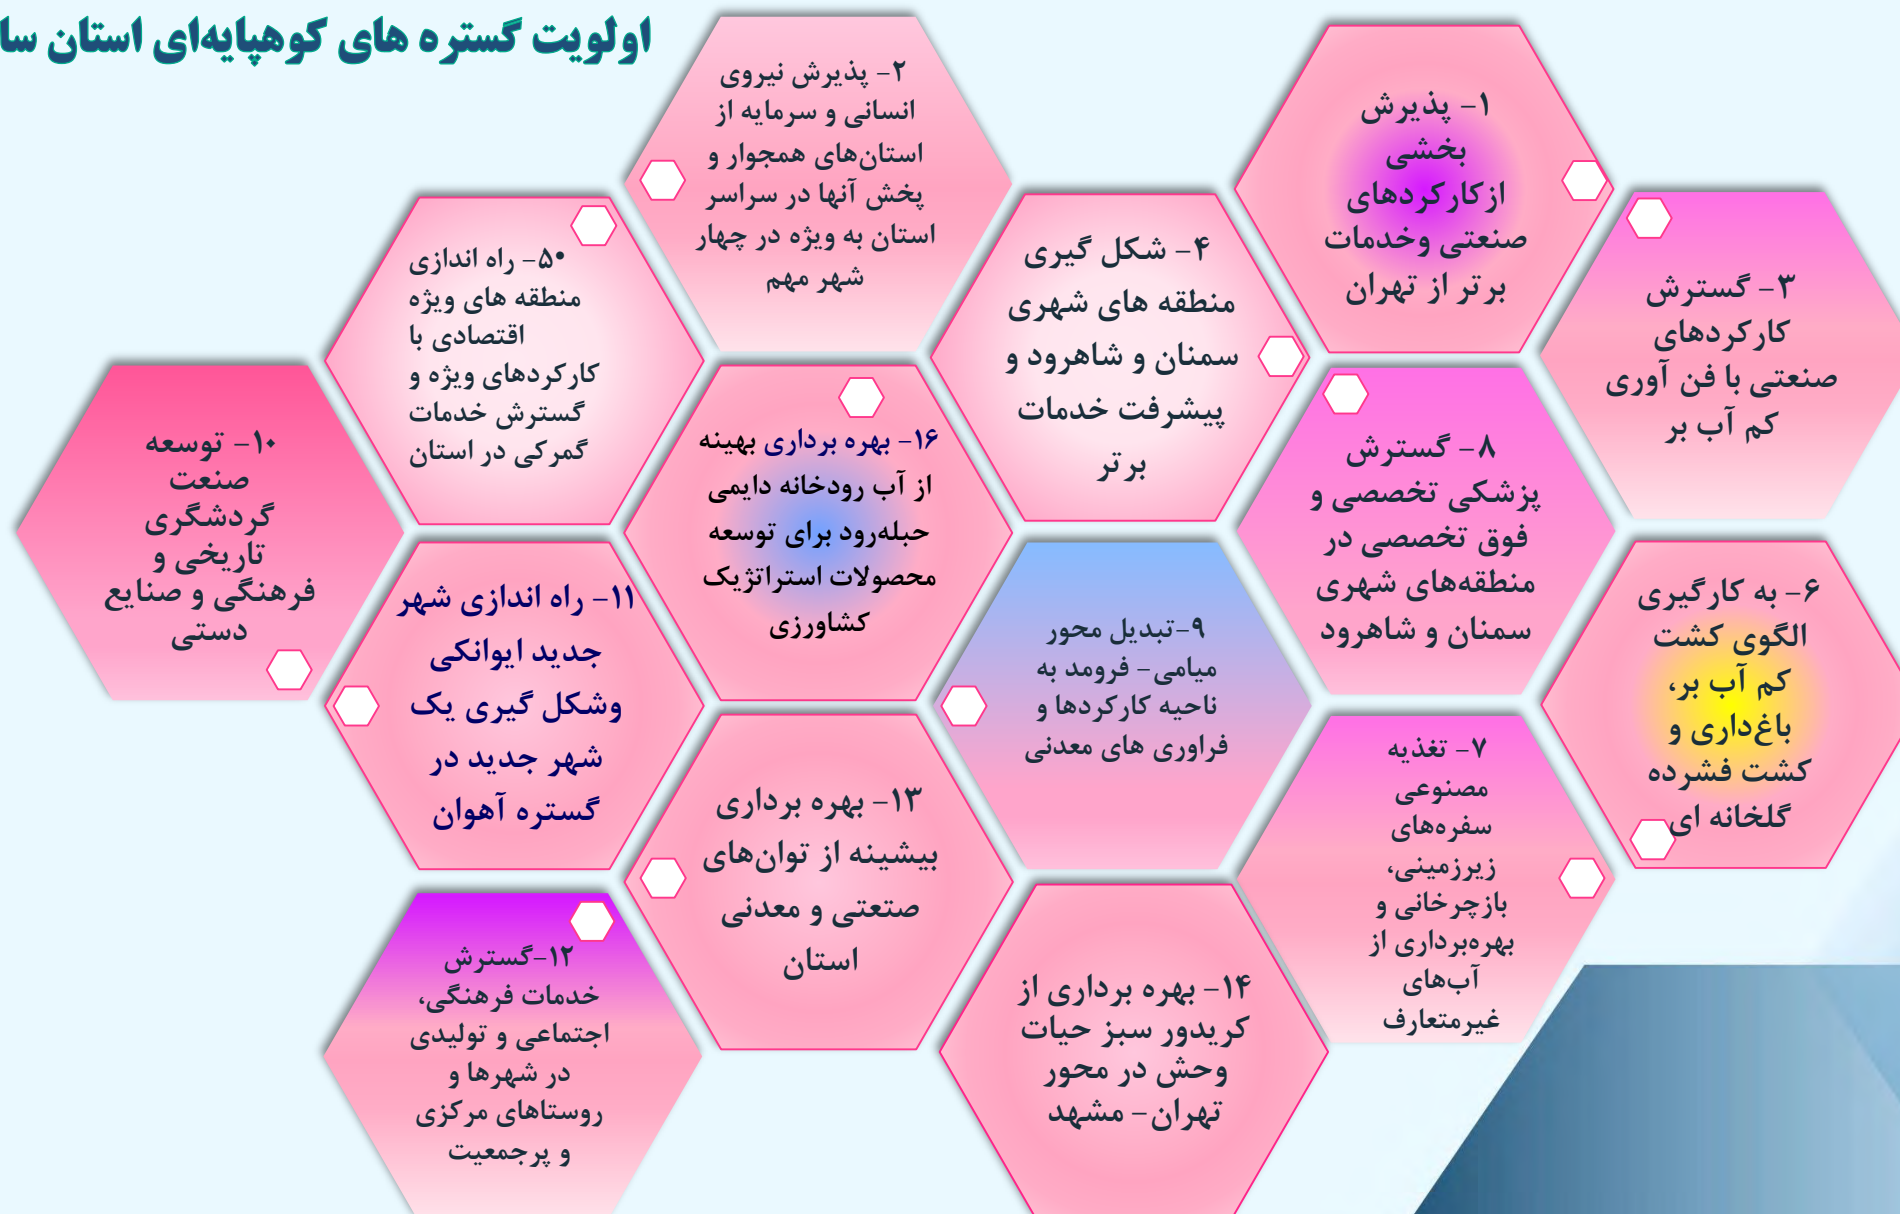 اولویت گستره های کوهپایه‌ای استان
۱- پذیرش
بخشی
ازکارکردهای
صنعتی وخدمات
برتر از تهران
۲- پذیرش نیروی
انسانی و سرمایه از
استان‌های همجوار و
پخش آنها در سراسر
استان به ویژه در چهار
شهر مهم
۳- گسترش
کارکردهای
صنعتی با فن آوری
کم آب بر
۴- شکل گیری
منطقه های شهری
سمنان و شاهرود و
پیشرفت خدمات
برتر
۵۰- راه اندازی
منطقه های ویژه
اقتصادی با
کارکردهای ویژه و
گسترش خدمات
گمرکی در استان
۶- به کارگیری
الگوی کشت
کم آب بر،
باغ‌داری و
کشت فشرده
گلخانه ای
۷- تغذیه
مصنوعی
سفره‌های
زیرزمینی،
بازچرخانی و
بهره‌برداری از
آب‌های
غیرمتعارف
۸- گسترش
پزشکی تخصصی و
فوق تخصصی در
منطقه‌های شهری
سمنان و شاهرود
۹-تبدیل محور
میامی- فرومد به
ناحیه کارکردها و
فراوری های معدنی
۱۰- توسعه
صنعت
گردشگری
تاریخی و
فرهنگی و صنایع
دستی
۱۱- راه اندازی شهر
جدید ایوانکی
وشکل گیری یک
شهر جدید در
گستره آهوان
۱۲-گسترش
خدمات فرهنگی،
اجتماعی و تولیدی
در شهرها و
روستاهای مرکزی
و پرجمعیت
۱۳- بهره برداری
بیشینه از توان‌های
صتعتی و معدنی
استان
۱۴- بهره برداری از
کریدور سبز حیات
وحش در محور
تهران- مشهد
۱۶- بهره برداری بهینه
از آب رودخانه دایمی
حبله‌رود برای توسعه
محصولات استراتژیک
کشاورزی